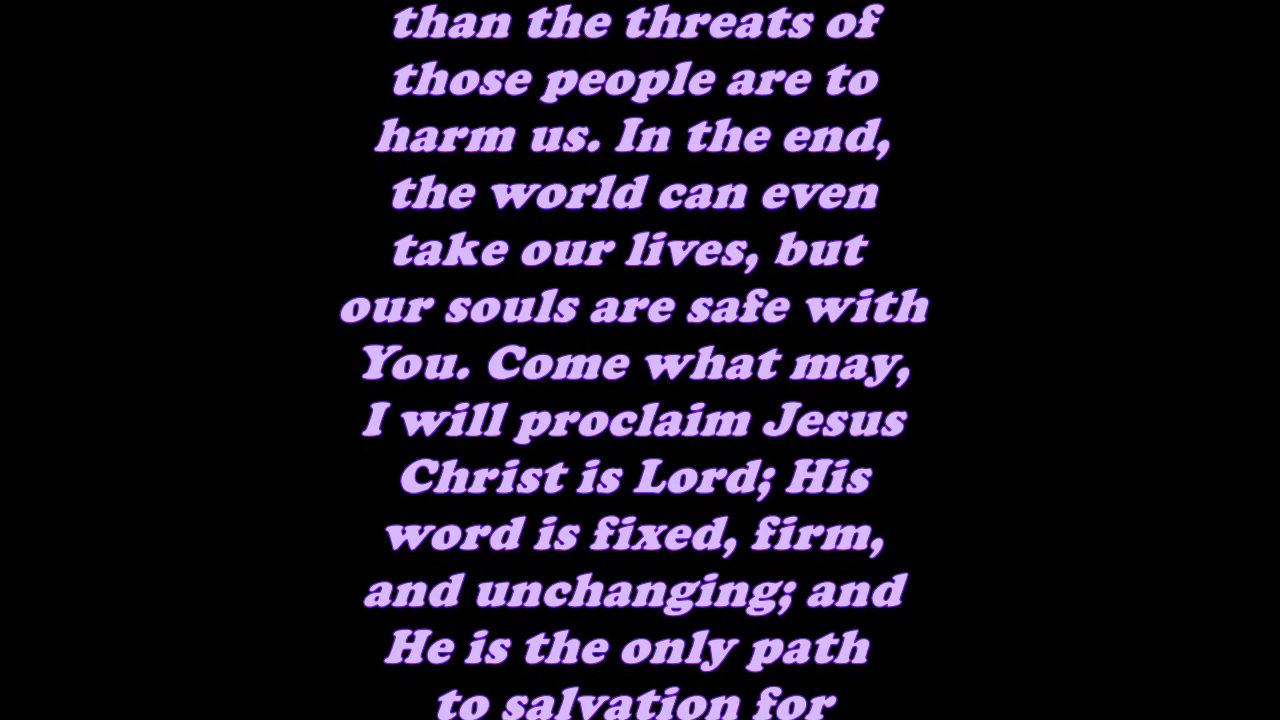 than the threats of
those people are to
harm us. In the end,
the world can even
take our lives, but
our souls are safe with
You. Come what may,
I will proclaim Jesus
Christ is Lord; His
word is fixed, firm,
and unchanging; and
He is the only path
to salvation for